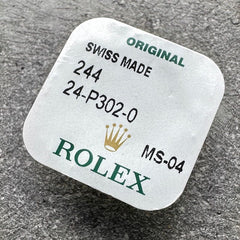 ORIGINAL
SWISS MADE
244
24-P302-0
MS-04
ROLEX